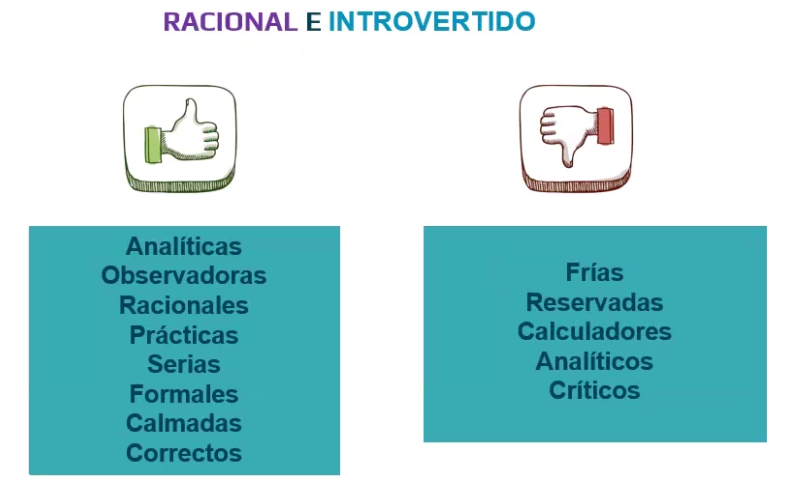 RACIONAL E INTROVERTIDO
Analíticas
Observadoras
Racionales
Prácticas
Serias
Formales
Calmadas
Correctos
Frías
Reservadas
Calculadores
Analíticos
Críticos